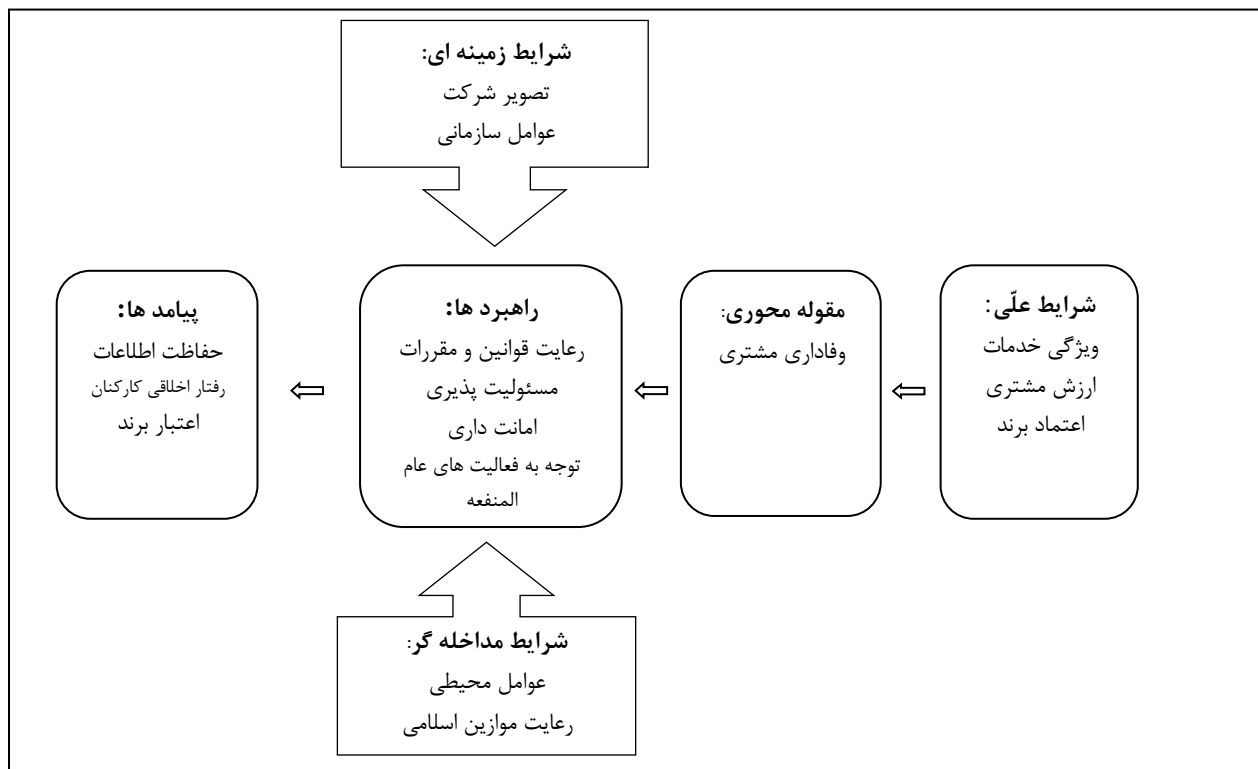 شرایط زمینه ای:
تصویر شرکت
عوامل سازمانی
شرایط علّی:
ویژگی خدمات
ارزش مشتری
اعتماد برند
مقوله محوری:
وفاداری مشتری
راهبرد ها:
رعایت قوانین و مقررات
مسئولیت پذیری
امانت داری
توجه به فعالیت های عام
المنفعه
پیامد ها:
حفاظت اطلاعات
رفتار اخلاقی کارکنان
اعتبار برند
شرایط مداخله گر:
عوامل محیطی
رعایت موازین اسلامی